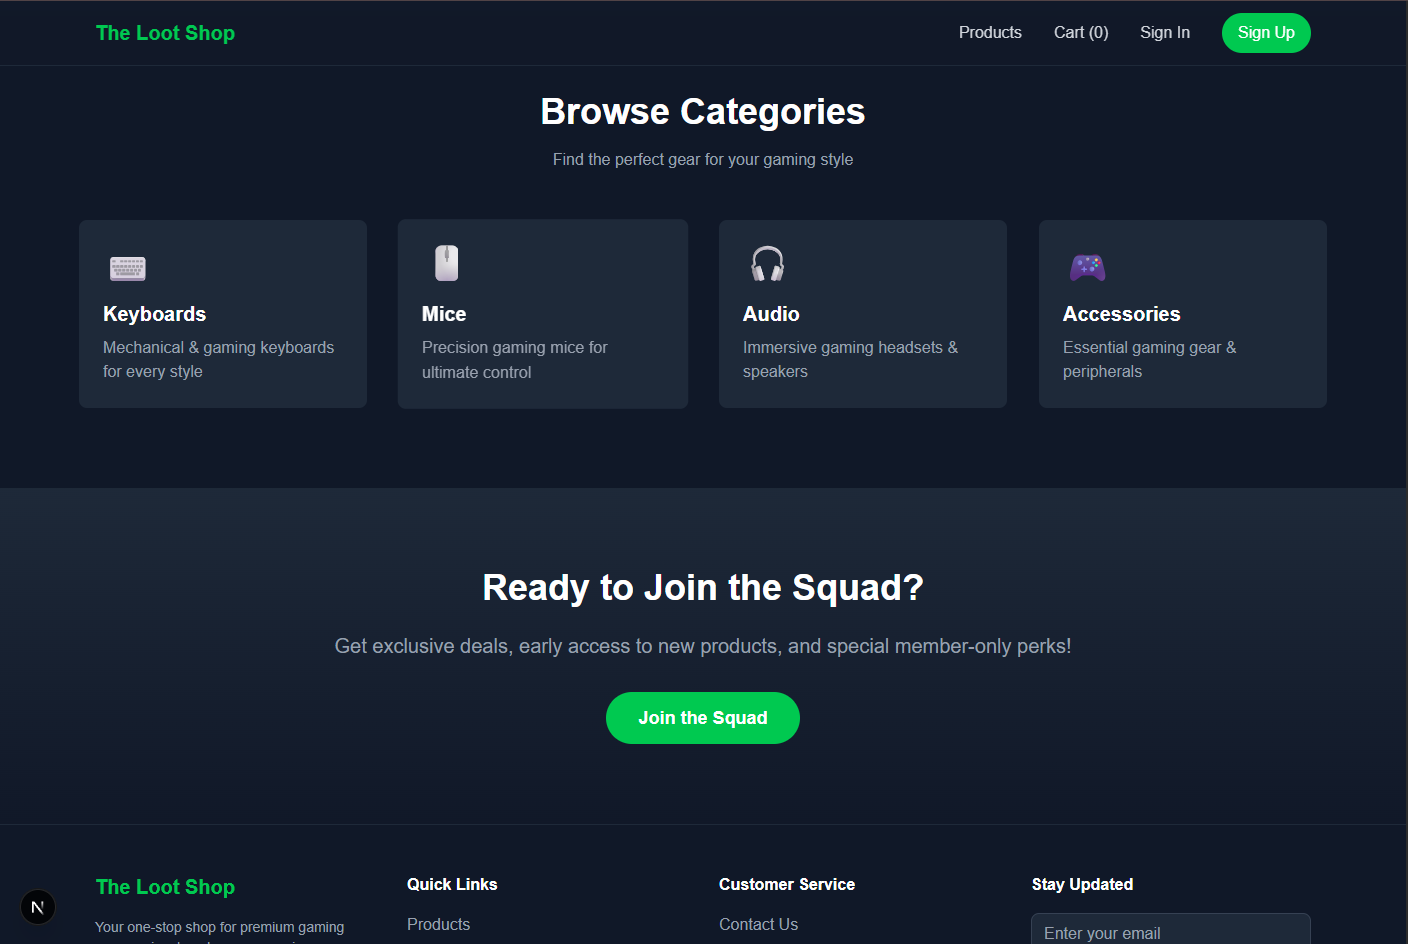 The Loot Shop
Products
Cart (0)
Sign In
Sign Up
Browse Categories
Find the perfect gear for your gaming style
Keyboards
Mechanical & gaming keyboards
for every style
Mice
Precision gaming mice for
ultimate control
Audio
Immersive gaming headsets &
speakers
Accessories
Essential gaming gear &
peripherals
Ready to Join the Squad?
Get exclusive deals, early access to new products, and special member-only perks!
Join the Squad
The Loot Shop
Your one-stop shop for premium gaming
Quick Links
Products
Customer Service
Contact Us
Stay Updated
Enter your email
N